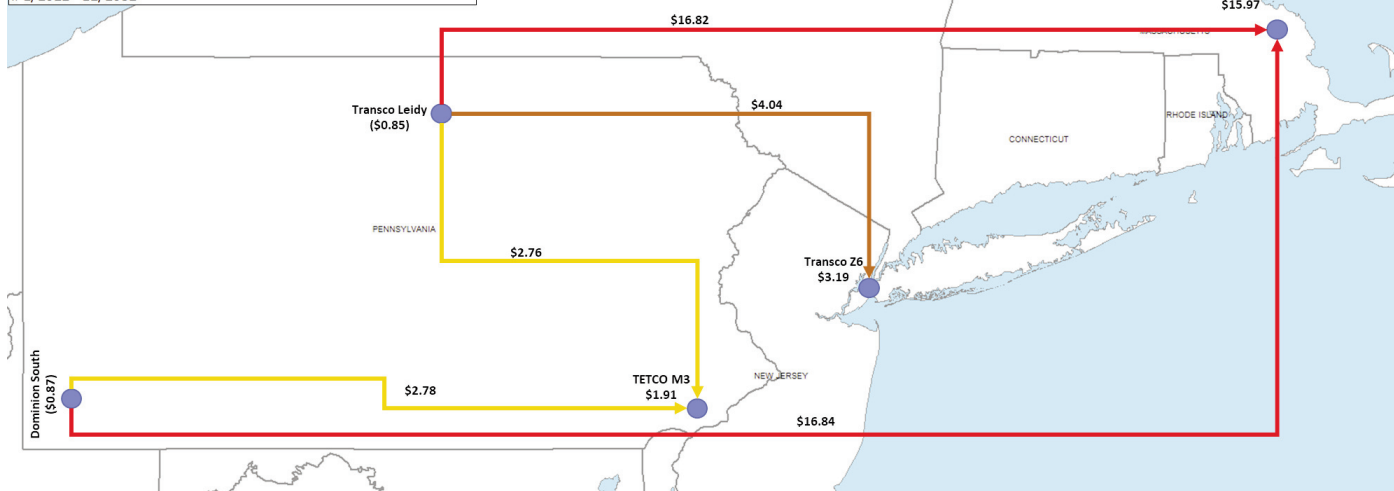 $15.97
$16.82
MASSACHUSETTS
Transco Leidy
($0.85)
$4.04
RHODE ISLAND
CONNECTICUT
PENNSYLVANIA
$2.76
Transco Z6
$3.19
Dominion South
($0.87)
$2.78
TETCO M3
$1.91
NEW JERSEY
$16.84